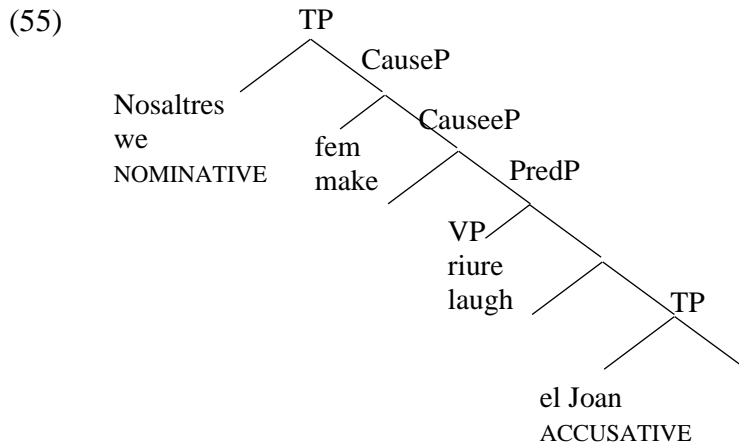 (55) TP
CauseP
Nosaltres
we
NOMINATIVE
CauseeP
fem
make
PredP
VP
riure
laugh
TP
el Joan
ACCUSATIVE